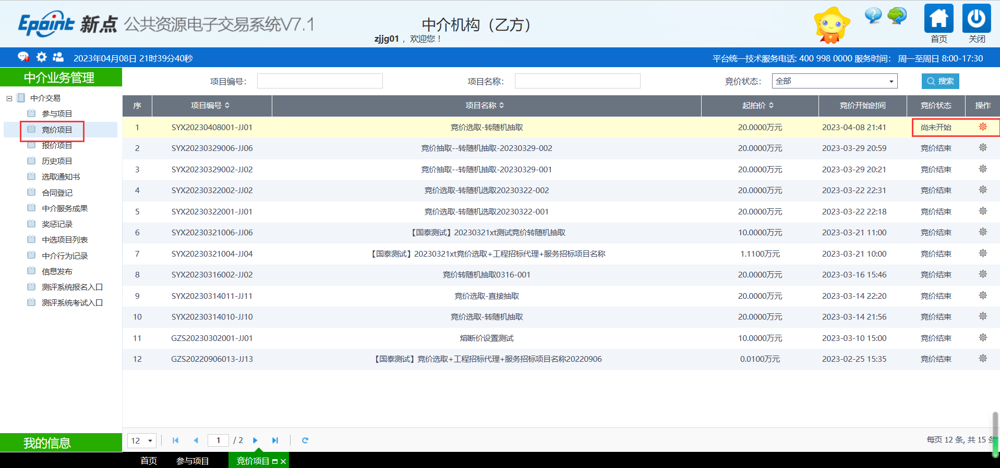 Epoint 新点 公共资源电子交易系统V7.1
中介机构（乙方）
zjjg01 ，欢迎您！
首页
关闭
2023年04月08日 21时39分40秒
平台统一技术服务电话: 400 998 0000 服务时间： 周一至周日 8:00-17:30
中介业务管理
中介交易
参与项目
竞价项目
报价项目
历史项目
选取通知书
合同登记
中介服务成果
奖惩记录
中选项目列表
中介行为记录
信息发布
测评系统报名入口
测评系统考试入口
我的信息
项目编号：
项目名称：
竞价状态： 全部
搜索
序 项目编号 项目名称 起拍价 竞价开始时间 竞价状态 操作
1 SYX20230408001-JJ01 竞价选取-转随机抽取 20.0000万元 2023-04-08 21:41 尚未开始
2 SYX20230329006-JJ06 竞价抽取--转随机抽取-20230329-002 20.0000万元 2023-03-29 20:59 竞价结束
3 SYX20230329002-JJ02 竞价抽取--转随机抽取-20230329-001 20.0000万元 2023-03-29 20:21 竞价结束
4 SYX20230322002-JJ02 竞价选取-转随机选取20230322-002 20.0000万元 2023-03-22 22:31 竞价结束
5 SYX20230322001-JJ01 竞价选取-转随机选取20230322-001 20.0000万元 2023-03-22 22:18 竞价结束
6 SYX20230321006-JJ06 【国泰测试】20230321xt测试竞价转随机抽取 10.0000万元 2023-03-21 11:00 竞价结束
7 SYX20230321004-JJ04 【国泰测试】20230321xt竞价选取+工程招标代理+服务招标项目名称 1.1100万元 2023-03-21 10:00 竞价结束
8 SYX20230316002-JJ02 竞价转随机抽取0316-001 20.0000万元 2023-03-16 15:46 竞价结束
9 SYX20230314011-JJ11 竞价选取-直接抽取 20.0000万元 2023-03-14 22:20 竞价结束
10 SYX20230314010-JJ10 竞价选取-转随机抽取 20.0000万元 2023-03-14 21:56 竞价结束
11 GZS20230302001-JJ01 熔断价设置测试 10.0000万元 2023-03-10 15:00 竞价结束
12 GZS20220906013-JJ13 【国泰测试】竞价选取+工程招标代理+服务招标项目名称20220906 0.0100万元 2023-02-25 15:35 竞价结束
12 1 / 2
每页 12 条, 共 15 条
首页 参与项目 竞价项目